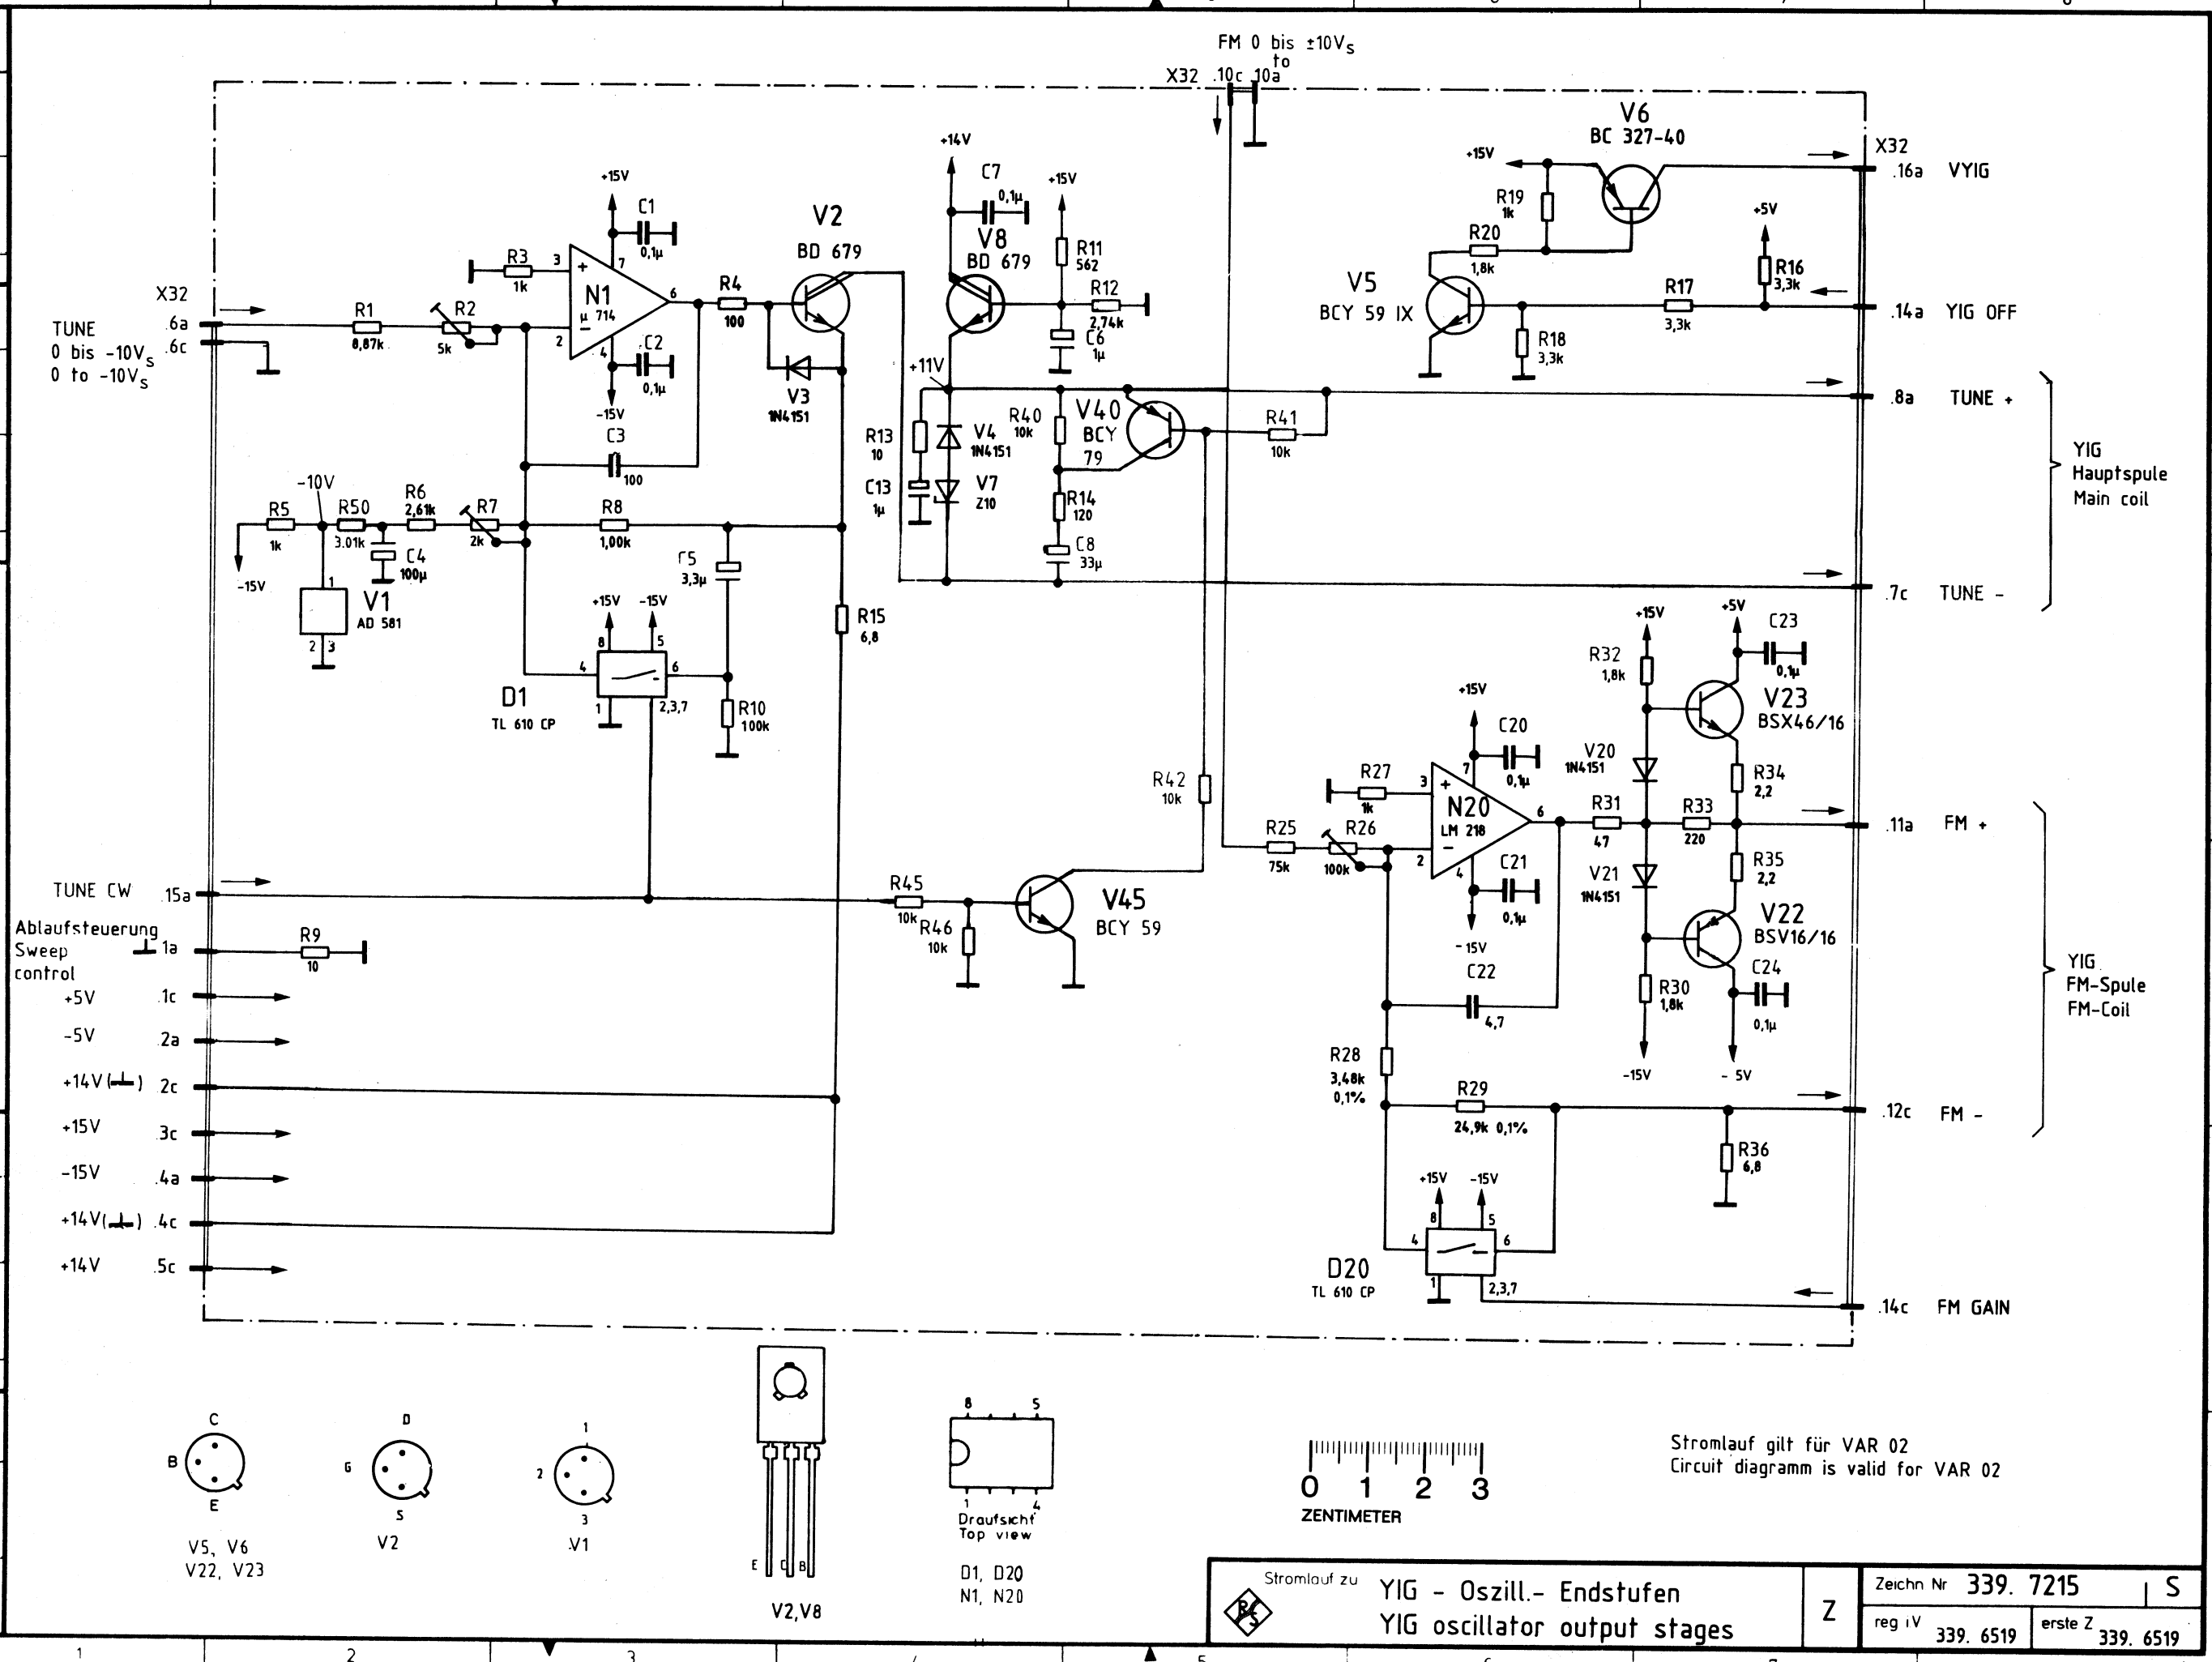 FM 0 bis ±10Vs
to
X32 .10c 10a
V6
BC 327-40
X32
+15V
.16a VYIG
R19
1k
+5V
R20
1,8k
V5
BCY 59 IX
R16
3,3k
R17
3,3k
.14a YIG OFF
R18
3,3k
+14V
C7
0,1µ
+15V
V8
BD 679
R11
562
R12
2,74k
C6
1µ
+15V
C1
0,1µ
V2
BD 679
R3
1k
3
+
7
N1
µ 714
6
R4
100
–
2
4
C2
0,1µ
-15V
V3
1N4151
X32
TUNE .6a
0 bis -10Vs .6c
0 to -10Vs
R1
8,87k
R2
5k
C3
100
+11V
.8a TUNE +
R13
10
C13
1µ
V4
1N4151
V7
Z10
R40
10k
V40
BCY
79
R41
10k
R14
120
C8
33µ
YIG
Hauptspule
Main coil
.7c TUNE -
-10V
R5
1k
R50
3.01k
R6
2,61k
R7
2k
R8
1,00k
C4
100µ
-15V
1
V1
AD 581
2 3
3,3µ
+15V -15V
8 5
4 6
1 2,3,7
D1
TL 610 CP
R10
100k
R15
6,8
+15V
+5V
C23
0,1µ
R32
1,8k
V23
BSX46/16
+15V
C20
0,1µ
V20
1N4151
R34
2,2
R42
10k
R27
1k
3
+
7
N20
LM 218
6
–
2
4
R25
75k
R26
100k
R31
47
R33
220
.11a FM +
C21
0,1µ
-15V
V21
1N4151
R35
2,2
V22
BSV16/16
C22
4,7
R30
1,8k
C24
0,1µ
-15V
- 5V
YIG
FM-Spule
FM-Coil
TUNE CW .15a
R45
10k
R46
10k
V45
BCY 59
Ablaufsteuerung
Sweep
control
1a
R9
10
+5V .1c
-5V .2a
+14V(⊥) 2c
+15V .3c
-15V .4a
+14V(⊥) .4c
+14V .5c
R28
3,48k
0,1%
R29
24,9k 0,1%
.12c FM -
R36
6,8
+15V -15V
8 5
4 6
1 2,3,7
D20
TL 610 CP
.14c FM GAIN
C
B
E
V5, V6
V22, V23
D
G
S
V2
1
2
3
V1
E C B
V2,V8
8 5
1 4
Draufsicht
Top view
D1, D20
N1, N20
0 1 2 3
ZENTIMETER
Stromlauf gilt für VAR 02
Circuit diagramm is valid for VAR 02
R S
Stromlauf zu
YIG - Oszill.- Endstufen
YIG oscillator output stages
Z
Zeichn Nr 339. 7215 S
reg i V 339. 6519
erste Z 339. 6519
1 2 3